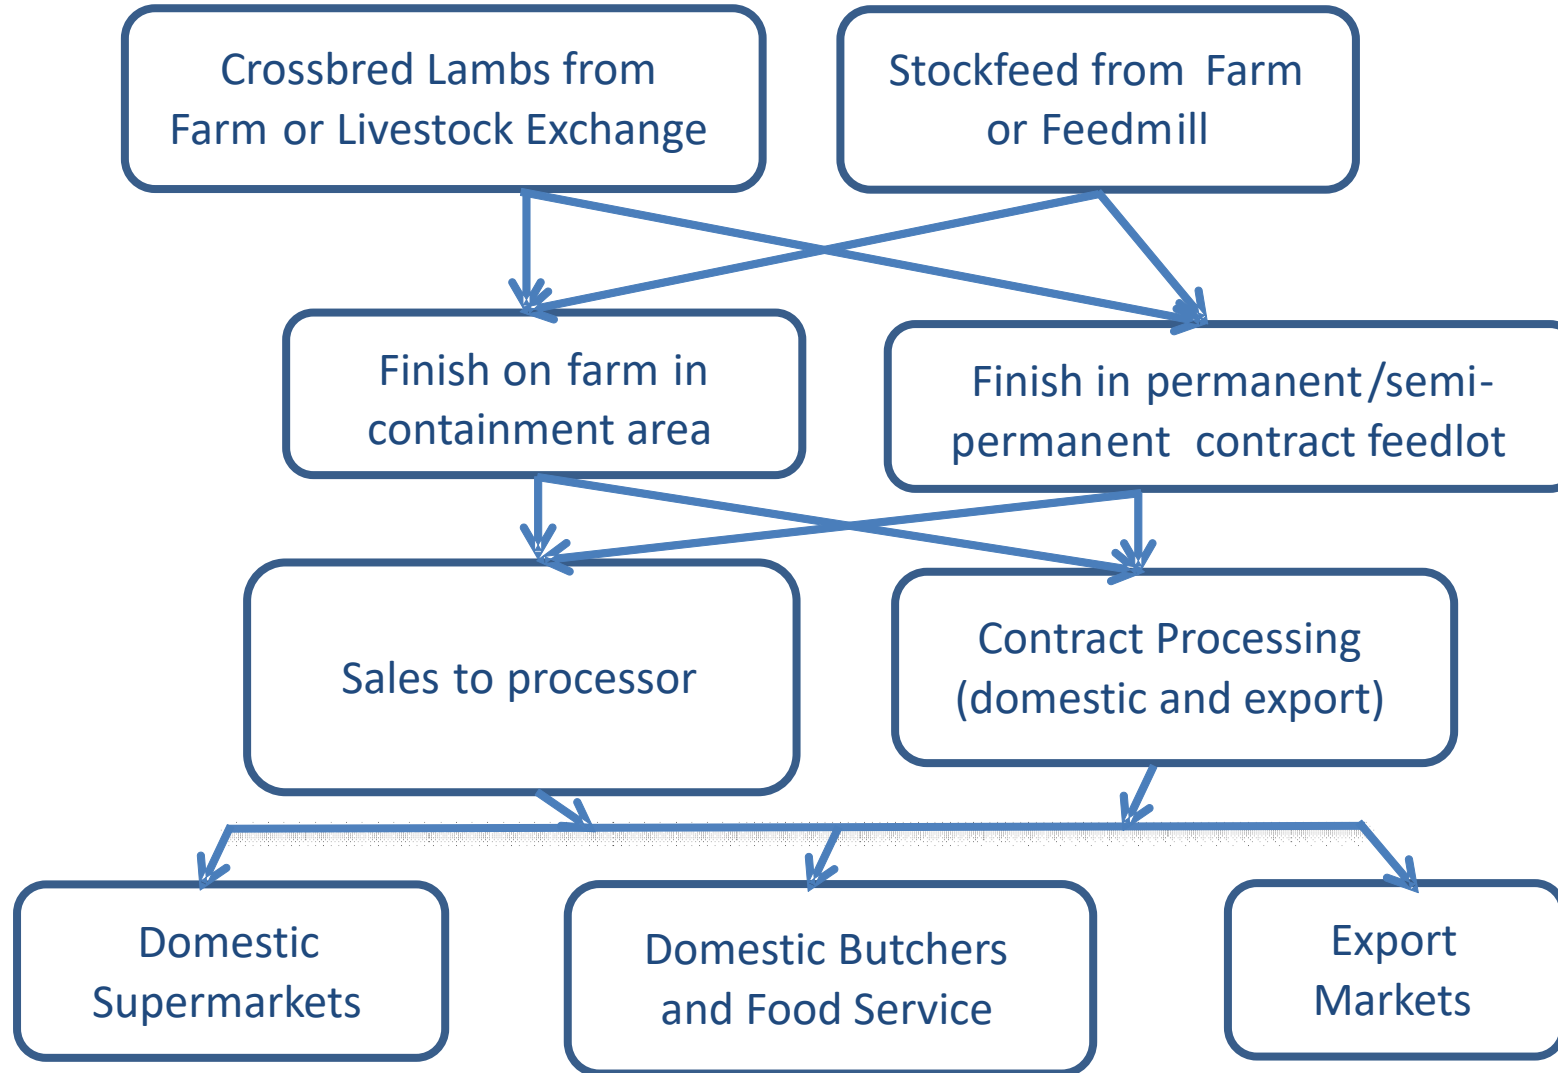 Crossbred Lambs from
Farm or Livestock Exchange
Stockfeed from Farm
or Feedmill
Finish on farm in
containment area
Finish in permanent/semi-
permanent contract feedlot
Sales to processor
Contract Processing
(domestic and export)
Domestic
Supermarkets
Domestic Butchers
and Food Service
Export
Markets